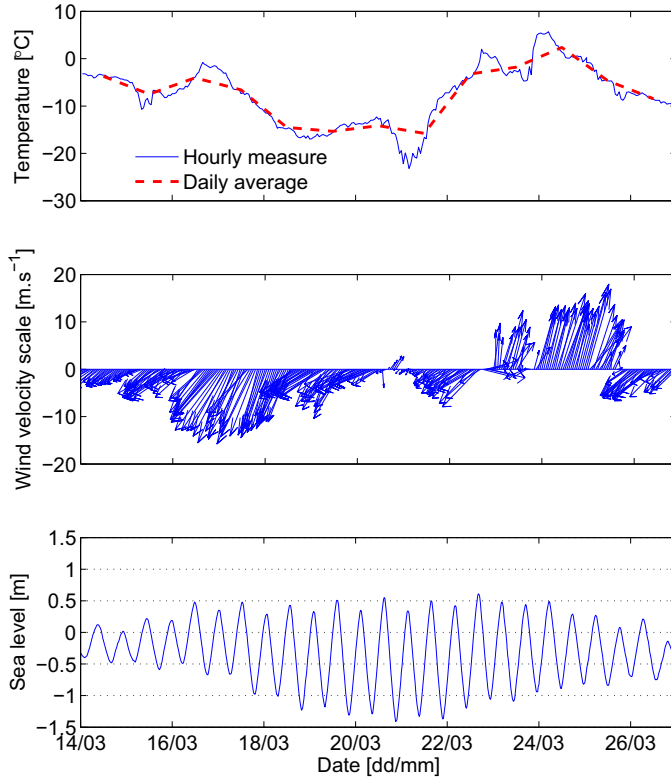 10
0
−10
−20
−30
Temperature [°C]
Hourly measure
Daily average
20
10
0
−10
−20
Wind velocity scale [m.s⁻¹]
1.5
1
0.5
0
−0.5
−1
−1.5
Sea level [m]
14/03 16/03 18/03 20/03 22/03 24/03 26/03
Date [dd/mm]